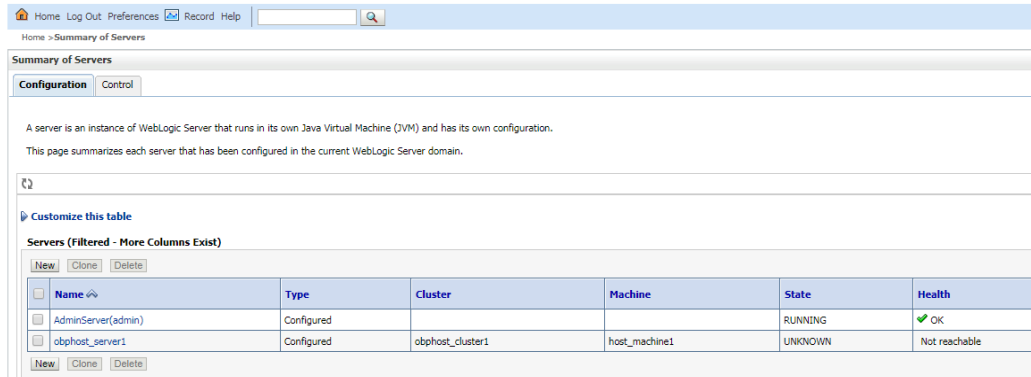 Home Log Out Preferences Record Help
Home >Summary of Servers
Summary of Servers
Configuration Control
A server is an instance of WebLogic Server that runs in its own Java Virtual Machine (JVM) and has its own configuration.
This page summarizes each server that has been configured in the current WebLogic Server domain.
Customize this table
Servers (Filtered - More Columns Exist)
New Clone Delete
Name Type Cluster Machine State Health
AdminServer(admin) Configured RUNNING OK
obphost_server1 Configured obphost_cluster1 host_machine1 UNKNOWN Not reachable
New Clone Delete